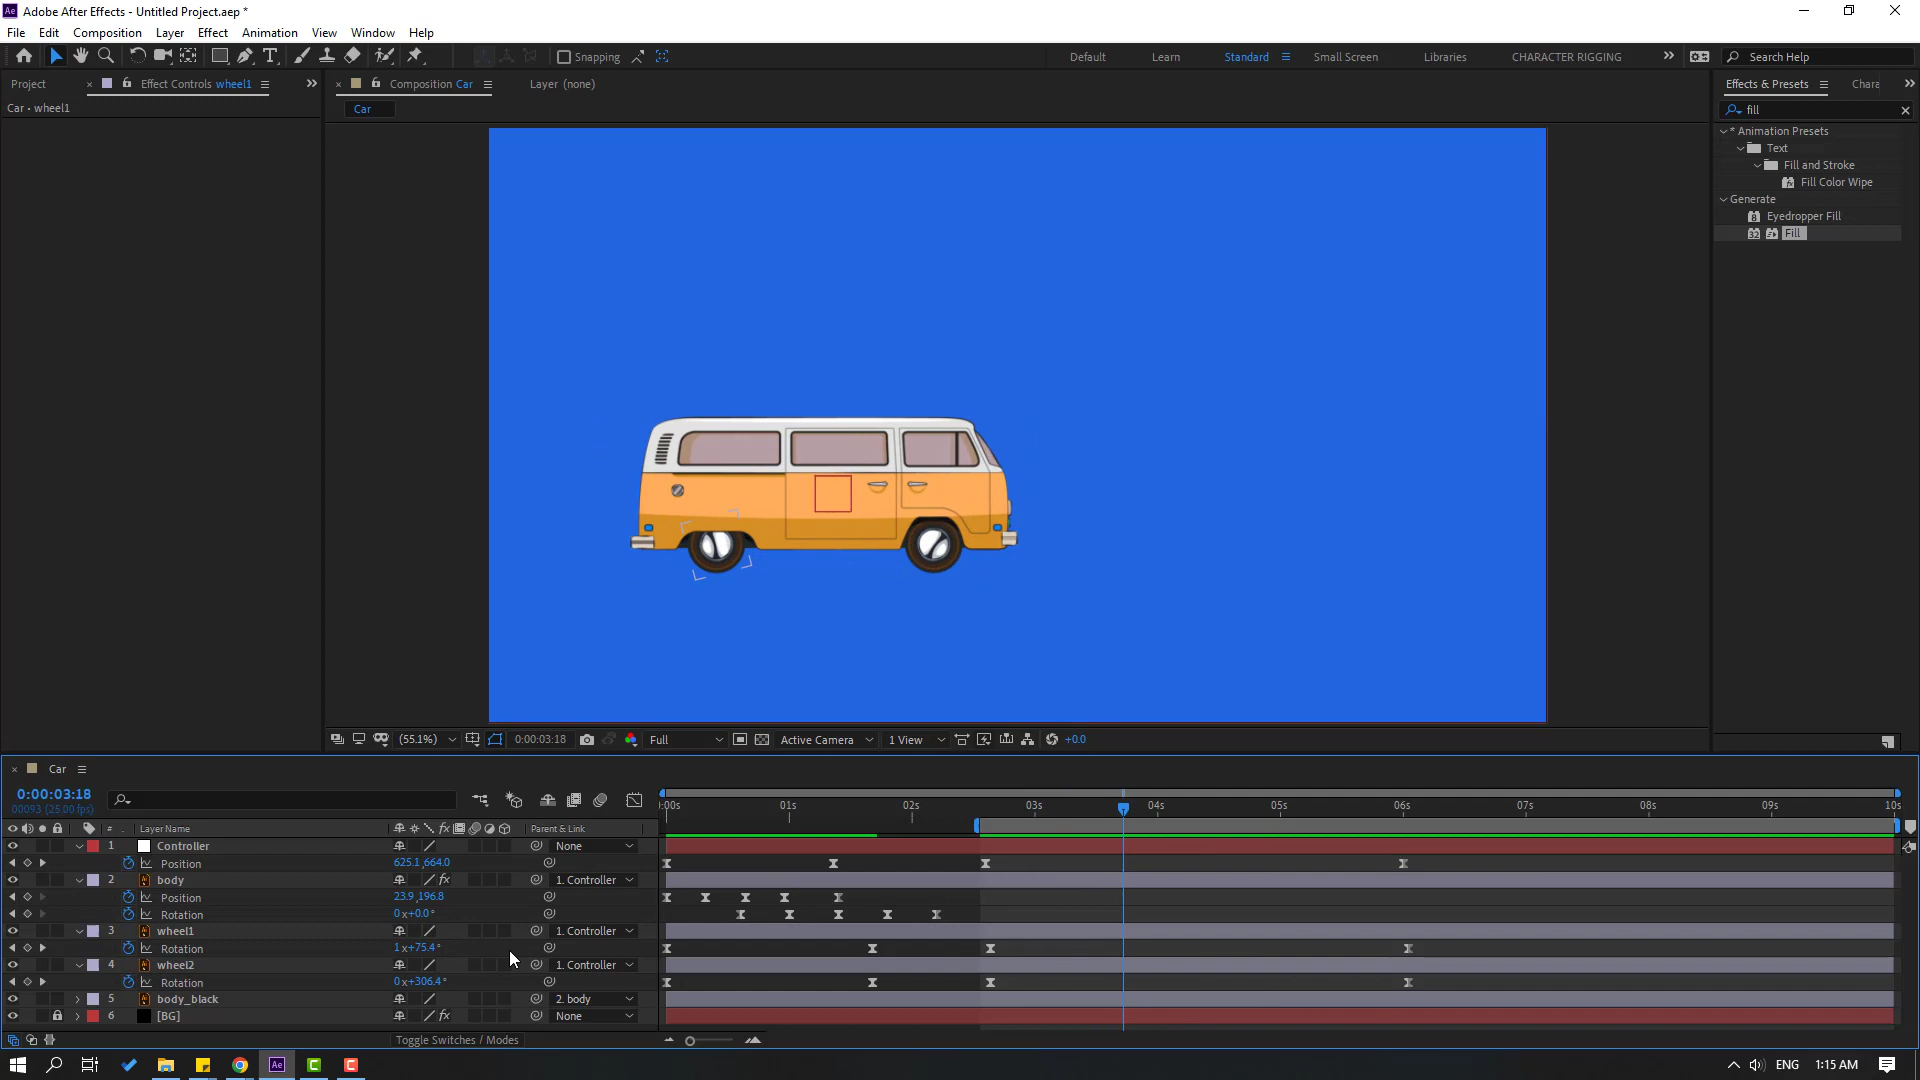 Ae Adobe After Effects - Untitled Project.aep *
File Edit Composition Layer Effect Animation View Window Help
Snapping Default Learn Standard Small Screen Libraries CHARACTER RIGGING Search Help
Project Effect Controls wheel1
Car • wheel1
Composition Car Layer (none)
Car
Effects & Presets Chara
fill
* Animation Presets
Text
Fill and Stroke
Fill Color Wipe
Generate
Eyedropper Fill
Fill
(55.1%) 0:00:03:18 Full Active Camera 1 View +0.0
Car
0:00:03:18
00093 (25.00 fps)
:00s 01s 02s 03s 04s 05s 06s 07s 08s 09s 10s
# Layer Name fx Parent & Link
1 Controller None
Position 625.1,664.0
2 body fx 1. Controller
Position 23.9,196.8
Rotation 0x+0.0°
3 wheel1 1. Controller
Rotation 1x+75.4°
4 wheel2 1. Controller
Rotation 0x+306.4°
5 body_black 2. body
6 [BG] fx None
Toggle Switches / Modes
Ae ENG 1:15 AM